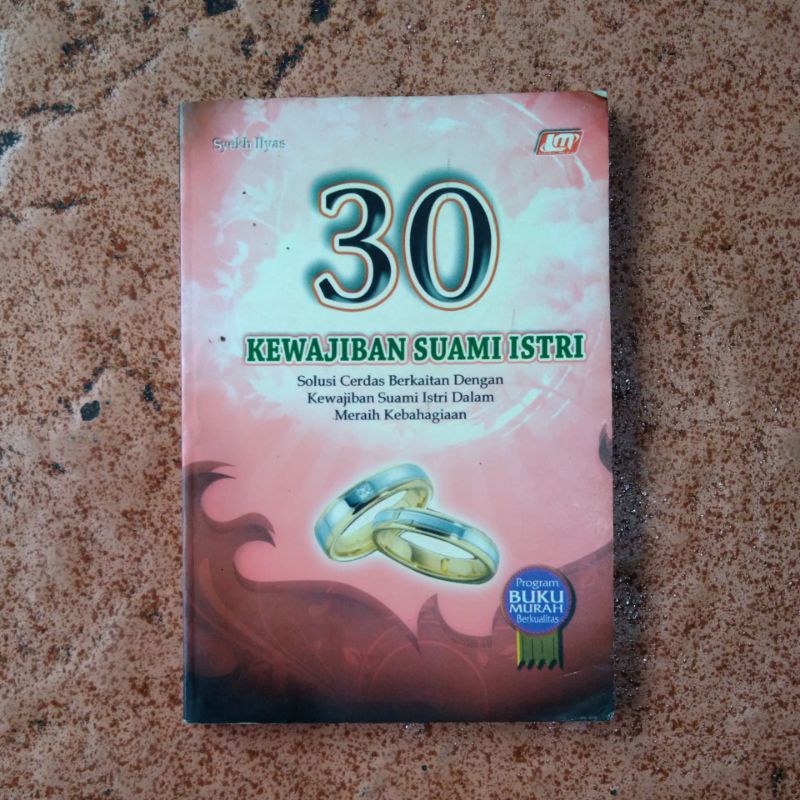 Syekh Ilyas
30
KEWAJIBAN SUAMI ISTRI
Solusi Cerdas Berkaitan Dengan
Kewajiban Suami Istri Dalam
Meraih Kebahagiaan
Program
BUKU
MURAH
Berkualitas